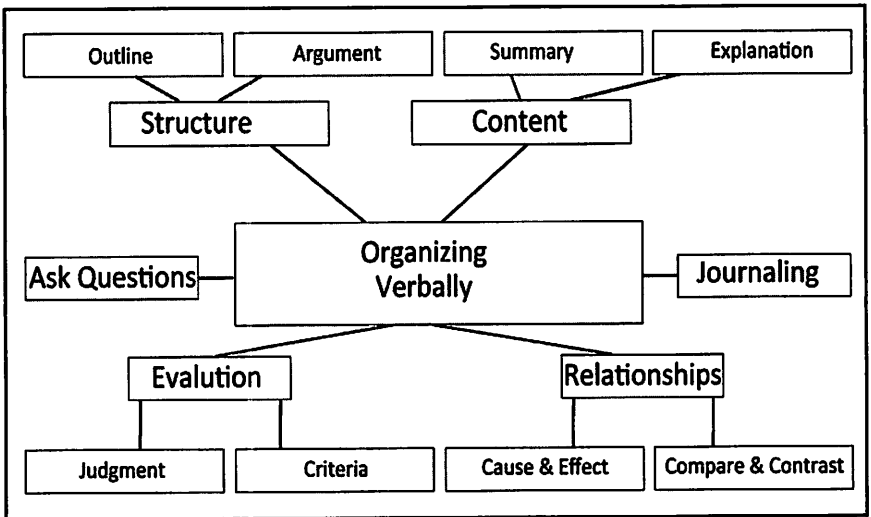 Outline
Argument
Summary
Explanation
Structure
Content
Organizing
Verbally
Ask Questions
Journaling
Evalution
Relationships
Judgment
Criteria
Cause & Effect
Compare & Contrast